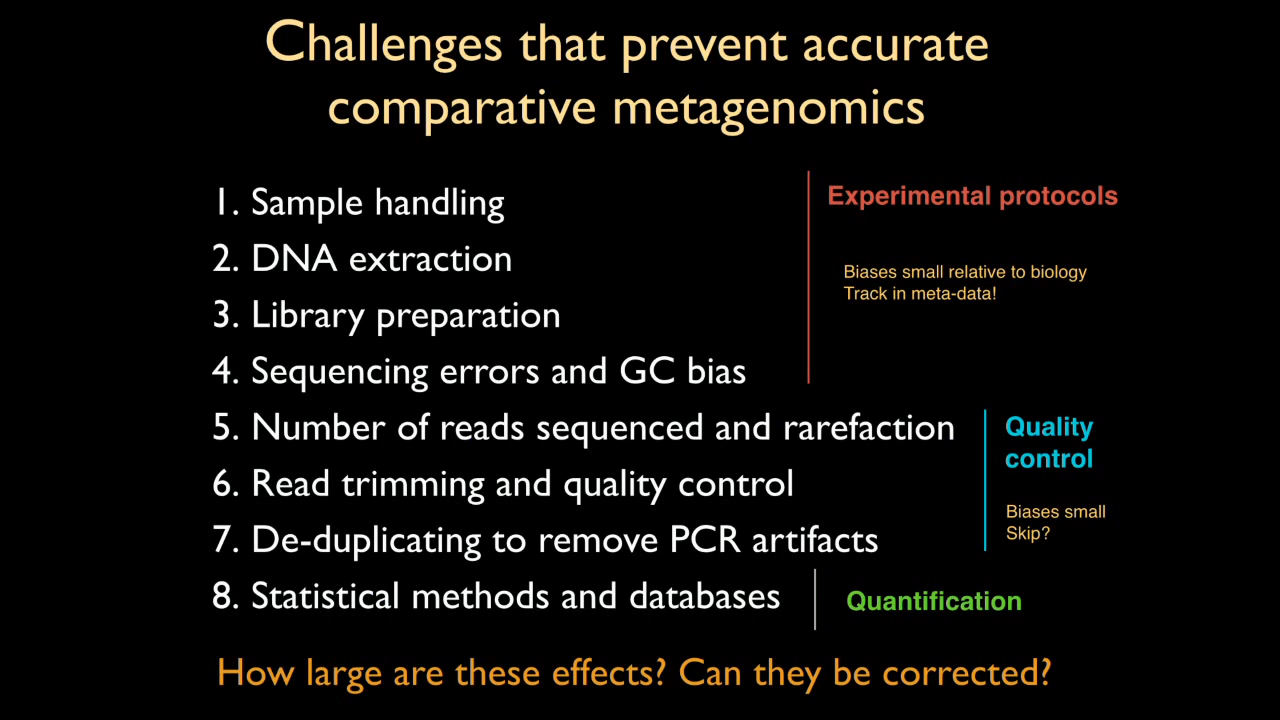 Challenges that prevent accurate
comparative metagenomics
1. Sample handling
2. DNA extraction
3. Library preparation
4. Sequencing errors and GC bias
5. Number of reads sequenced and rarefaction
6. Read trimming and quality control
7. De-duplicating to remove PCR artifacts
8. Statistical methods and databases
Experimental protocols
Biases small relative to biology
Track in meta-data!
Quality
control
Biases small
Skip?
Quantification
How large are these effects? Can they be corrected?